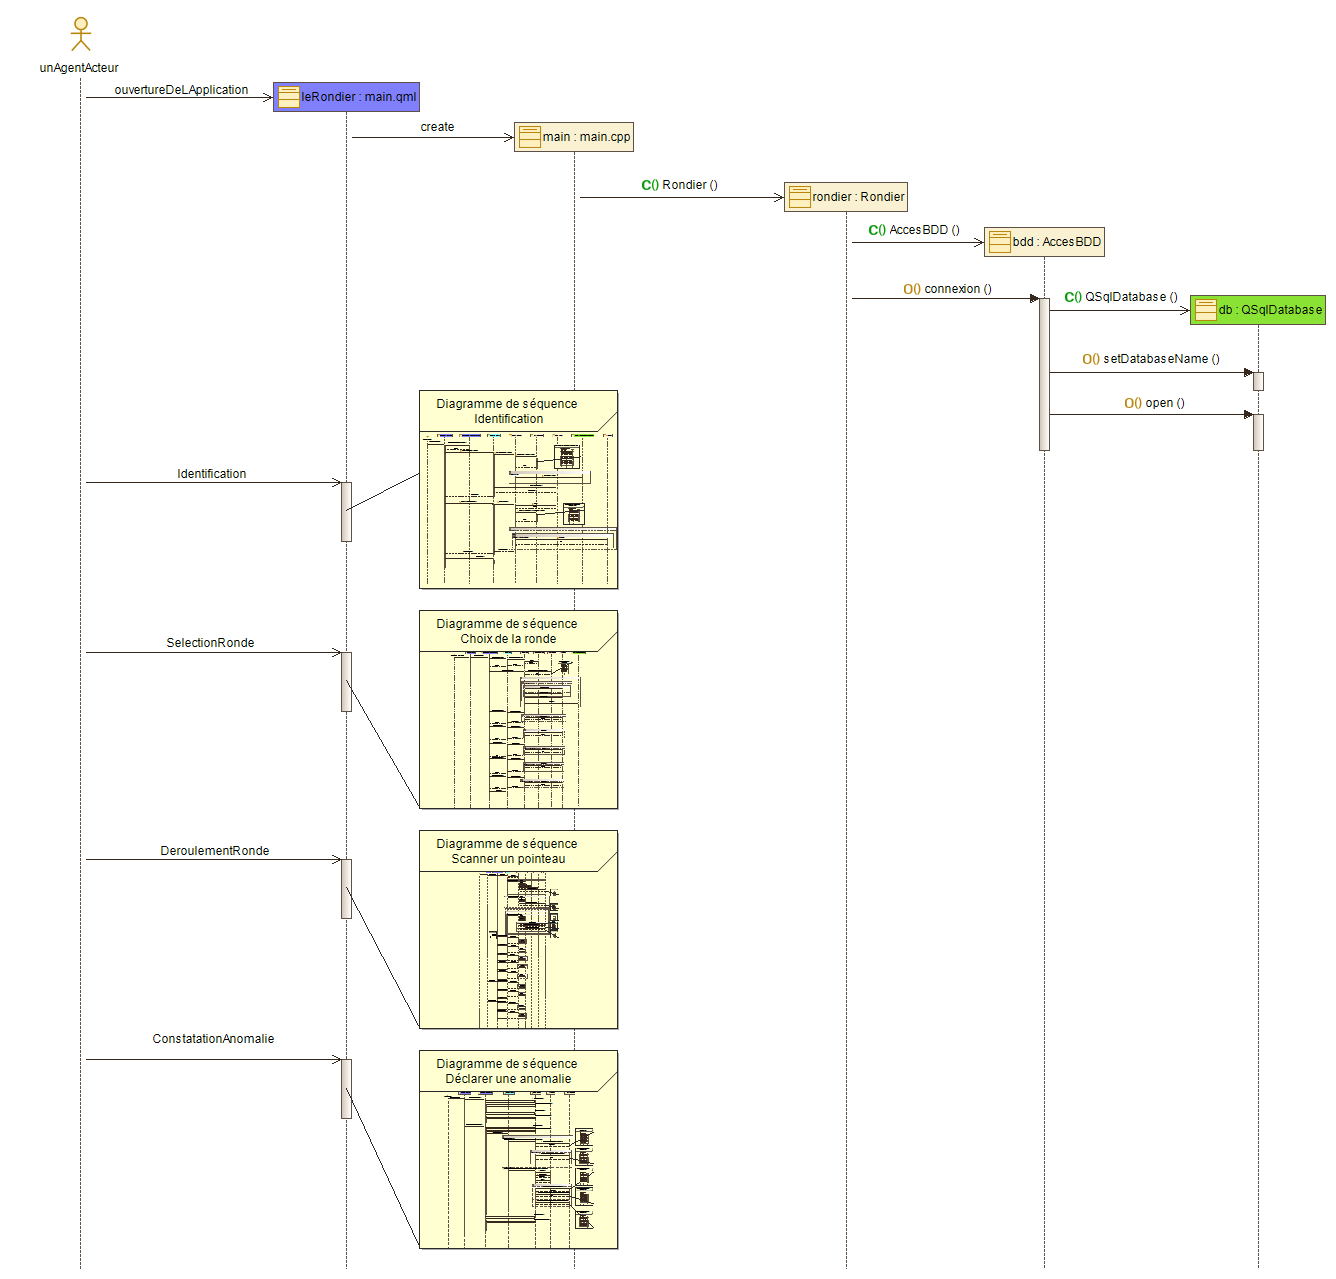 unAgentActeur
ouvertureDeLApplication
leRondier : main.qml
create
main : main.cpp
C() Rondier ()
rondier : Rondier
C() AccesBDD ()
bdd : AccesBDD
O() connexion ()
C() QSqlDatabase ()
db : QSqlDatabase
O() setDatabaseName ()
O() open ()
Diagramme de séquence
Identification
Identification
Diagramme de séquence
Choix de la ronde
SelectionRonde
Diagramme de séquence
Scanner un pointeau
DeroulementRonde
ConstatationAnomalie
Diagramme de séquence
Déclarer une anomalie